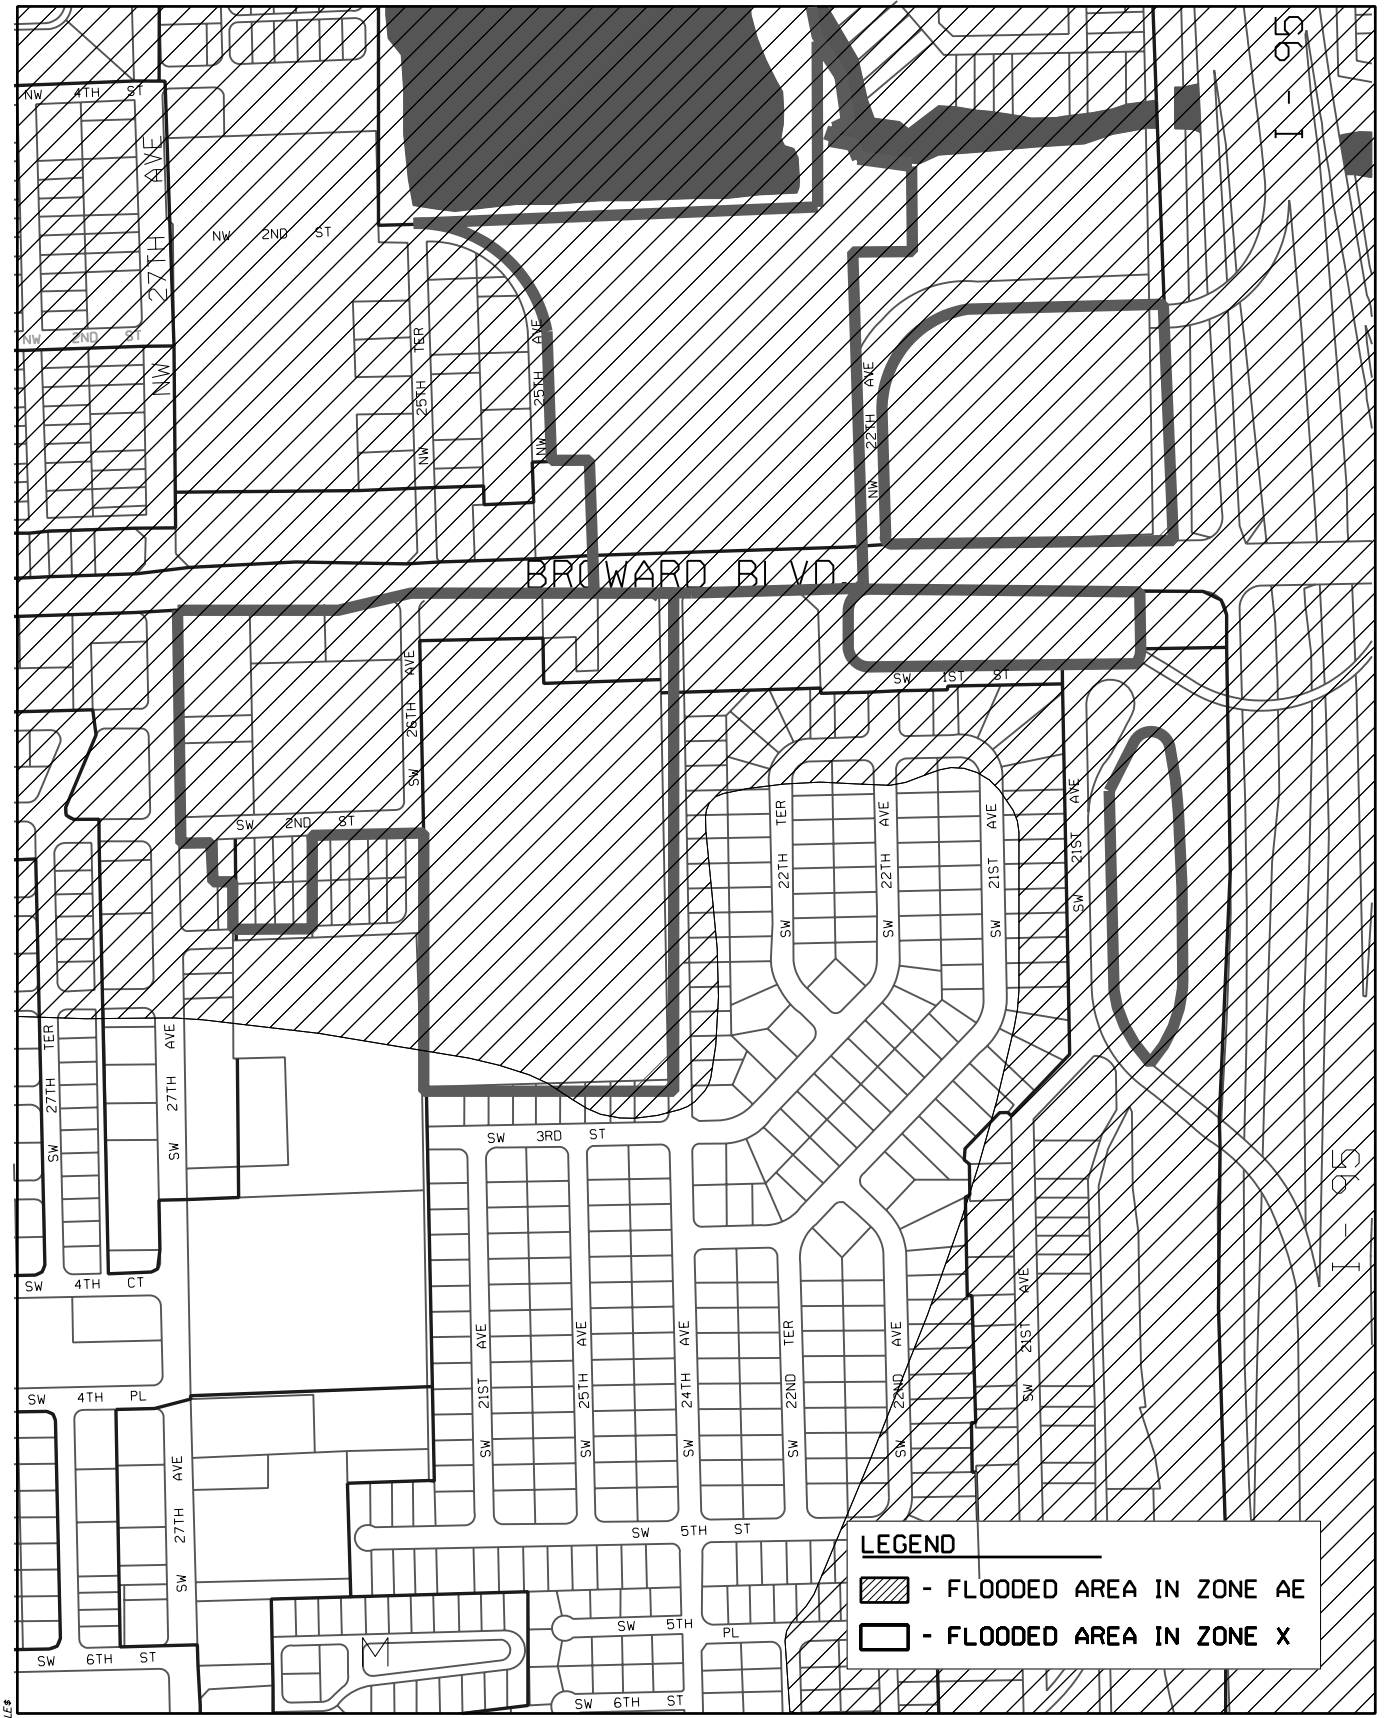 I-95
NW 4TH ST
27TH AVE
NW
NW 2ND ST
NW 2ND ST
NW 25TH TER
NW 25TH AVE
NW 22TH AVE
BROWARD BLVD.
SW 1ST ST
SW 26TH AVE
SW 2ND ST
SW 22TH TER
SW 22TH AVE
SW 21ST AVE
SW 21ST AVE
SW 27TH TER
SW 27TH AVE
SW 3RD ST
I-95
SW 4TH CT
SW 21ST AVE
SW 25TH AVE
SW 24TH AVE
SW 22ND TER
SW 22ND AVE
SW 21ST AVE
SW 4TH PL
SW 27TH AVE
SW 5TH ST
LEGEND
- FLOODED AREA IN ZONE AE
- FLOODED AREA IN ZONE X
SW 5TH PL
SW 6TH ST
SW 6TH ST
LE$